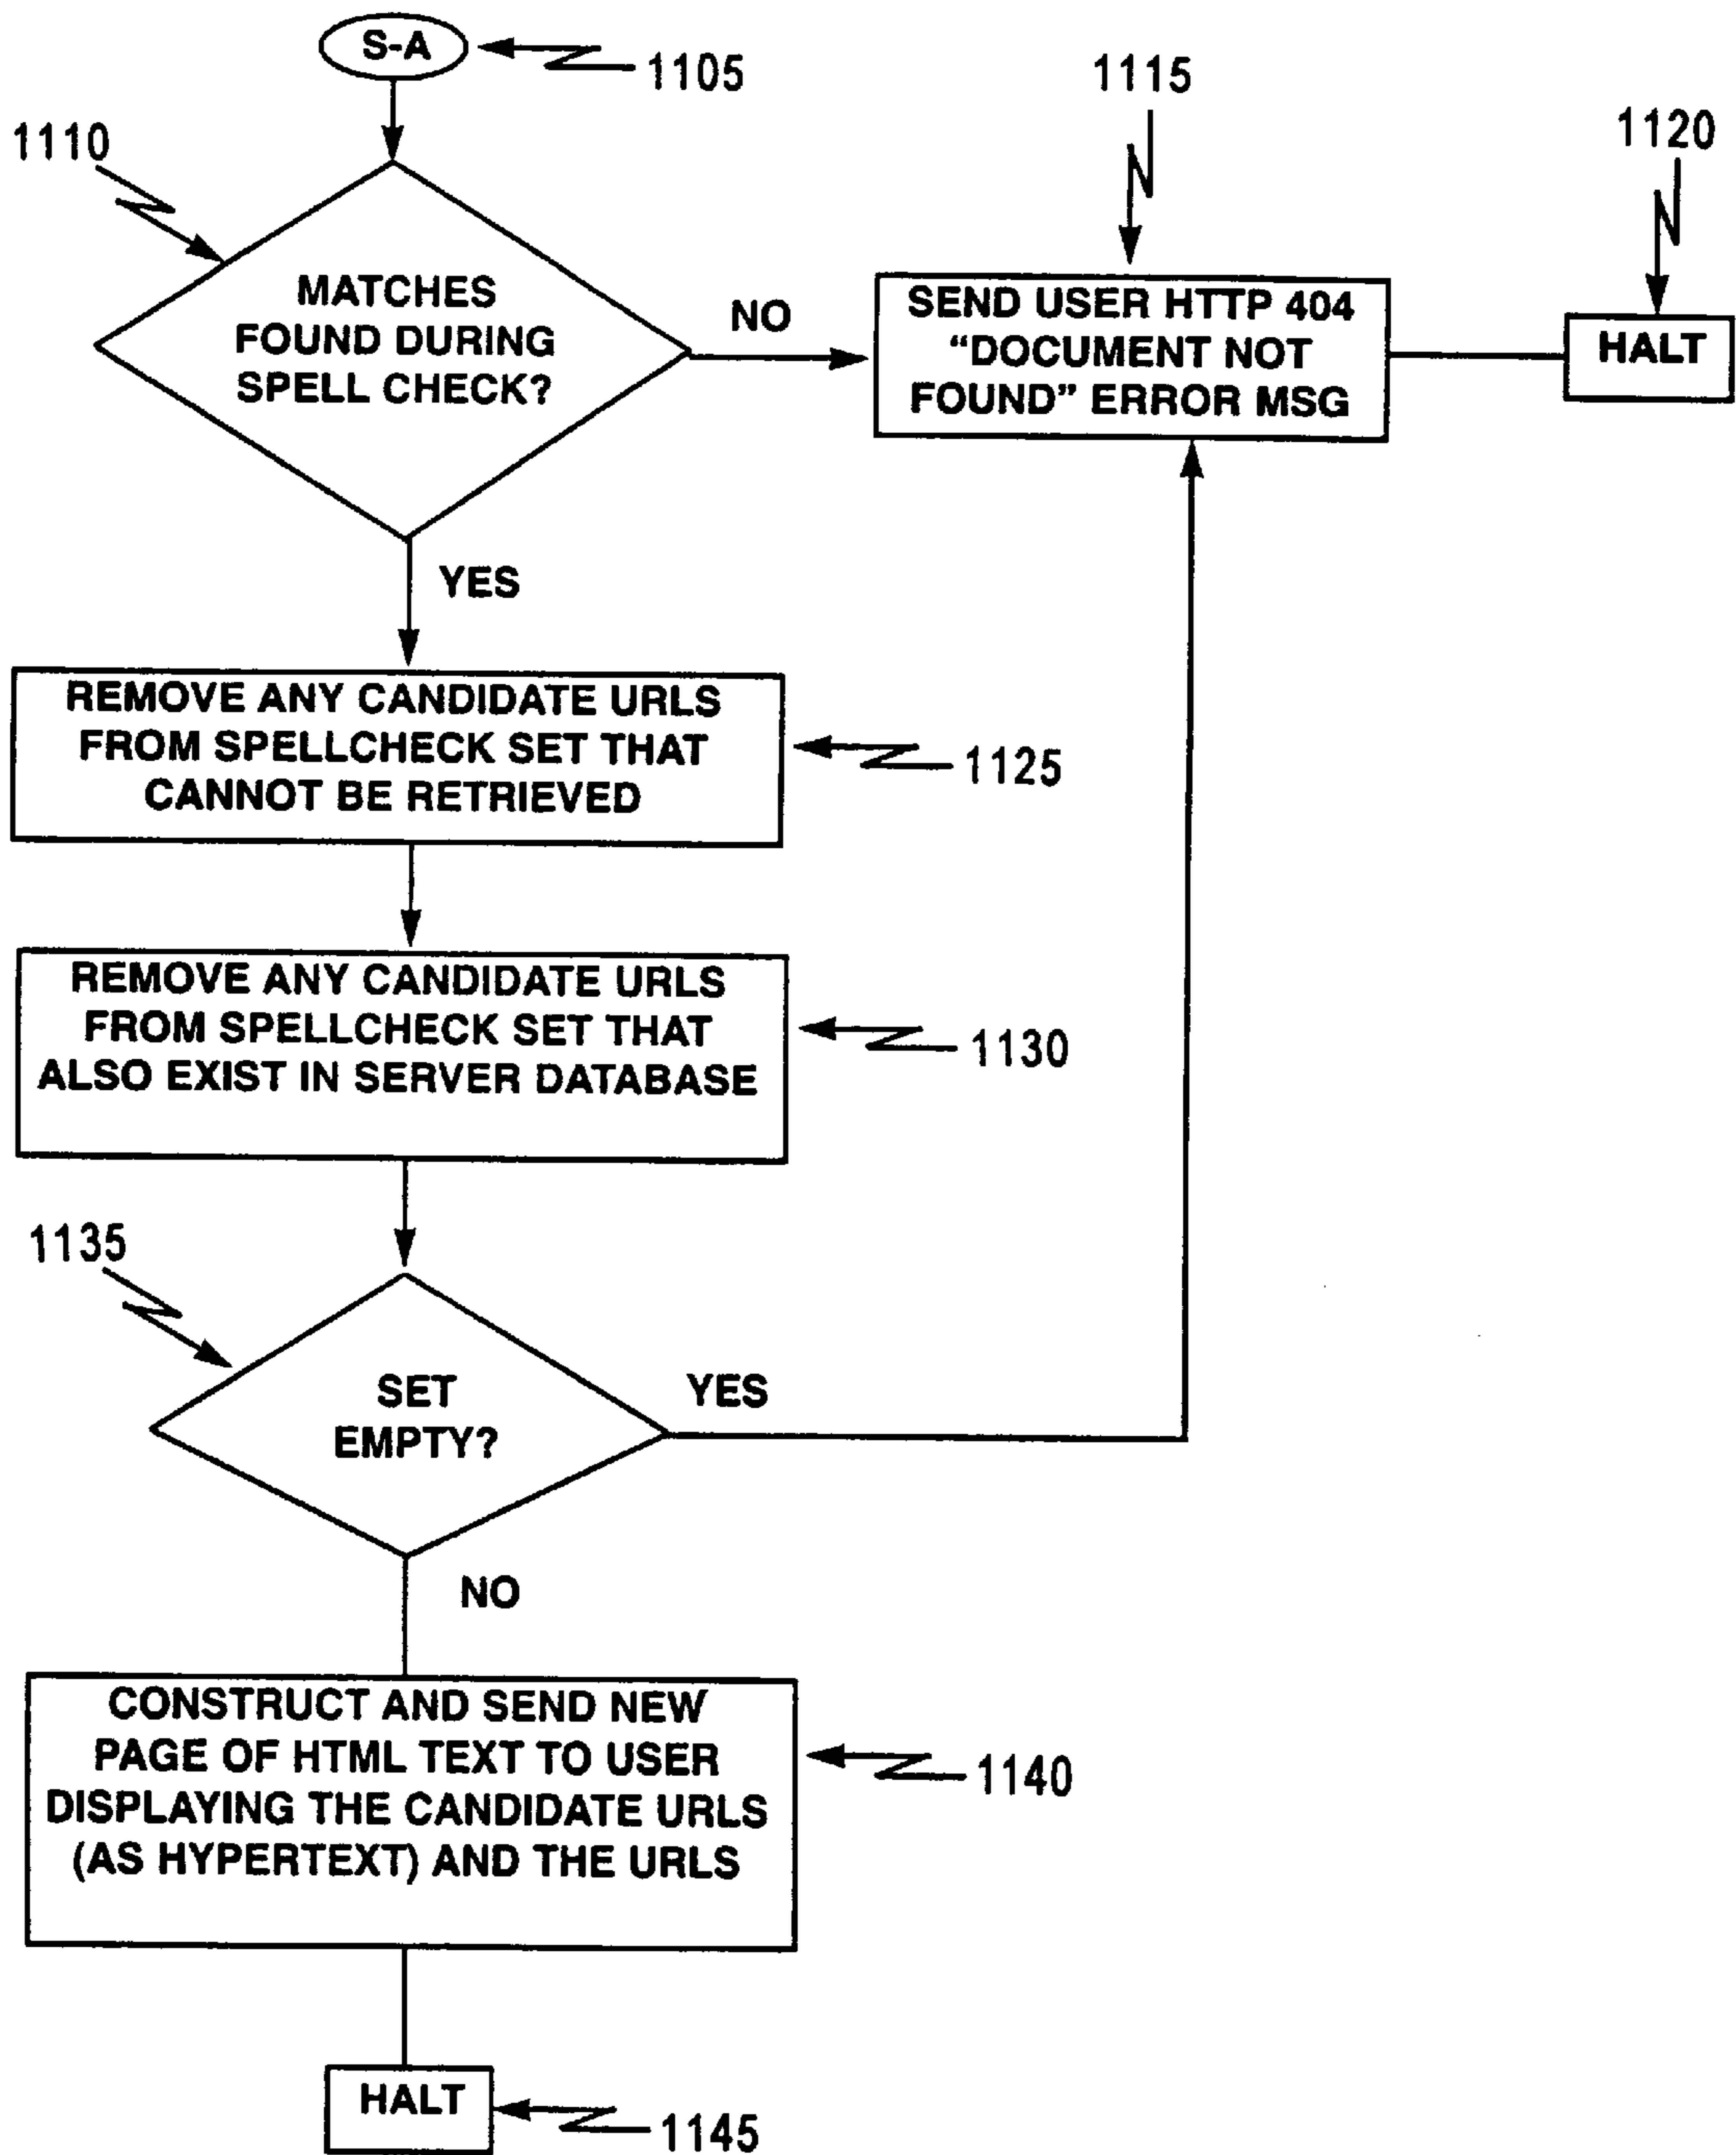 S-A
1105
1115
1120
1110
MATCHES
FOUND DURING
SPELL CHECK?
NO
SEND USER HTTP 404
“DOCUMENT NOT
FOUND” ERROR MSG
HALT
YES
REMOVE ANY CANDIDATE URLS
FROM SPELLCHECK SET THAT
CANNOT BE RETRIEVED
1125
REMOVE ANY CANDIDATE URLS
FROM SPELLCHECK SET THAT
ALSO EXIST IN SERVER DATABASE
1130
1135
SET
EMPTY?
YES
NO
CONSTRUCT AND SEND NEW
PAGE OF HTML TEXT TO USER
DISPLAYING THE CANDIDATE URLS
(AS HYPERTEXT) AND THE URLS
1140
HALT
1145